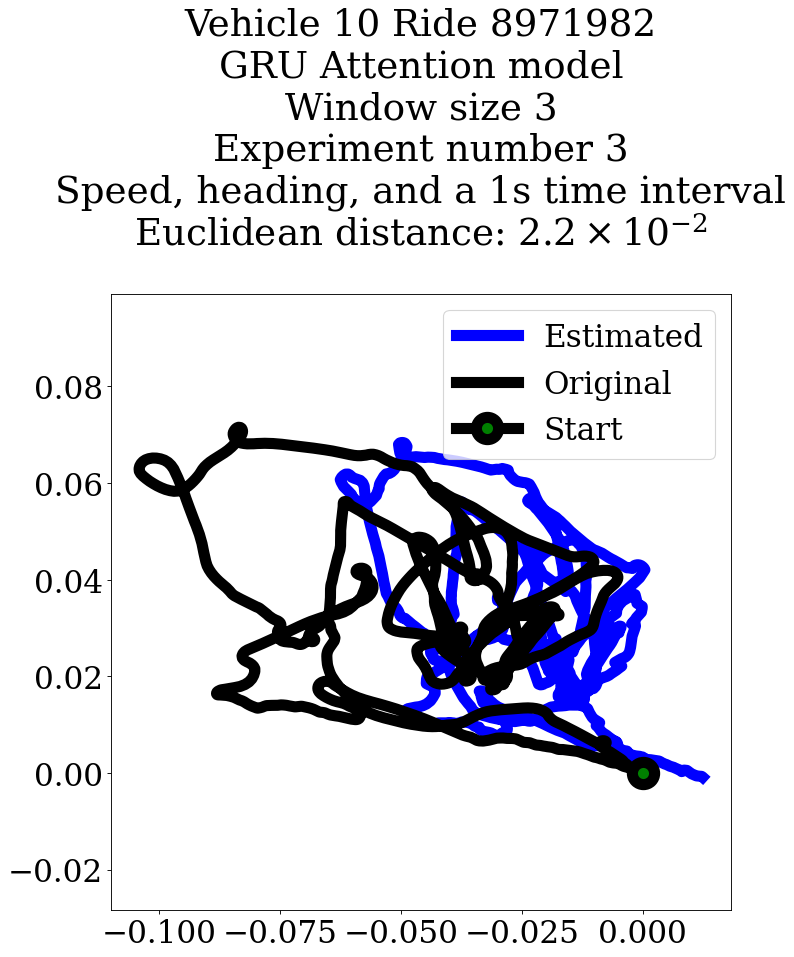 Vehicle 10 Ride 8971982
GRU Attention model
Window size 3
Experiment number 3
Speed, heading, and a 1s time interval
Euclidean distance: 2.2 × 10⁻²
Estimated
Original
Start
0.08
0.06
0.04
0.02
0.00
−0.02
−0.100 −0.075 −0.050 −0.025 0.000